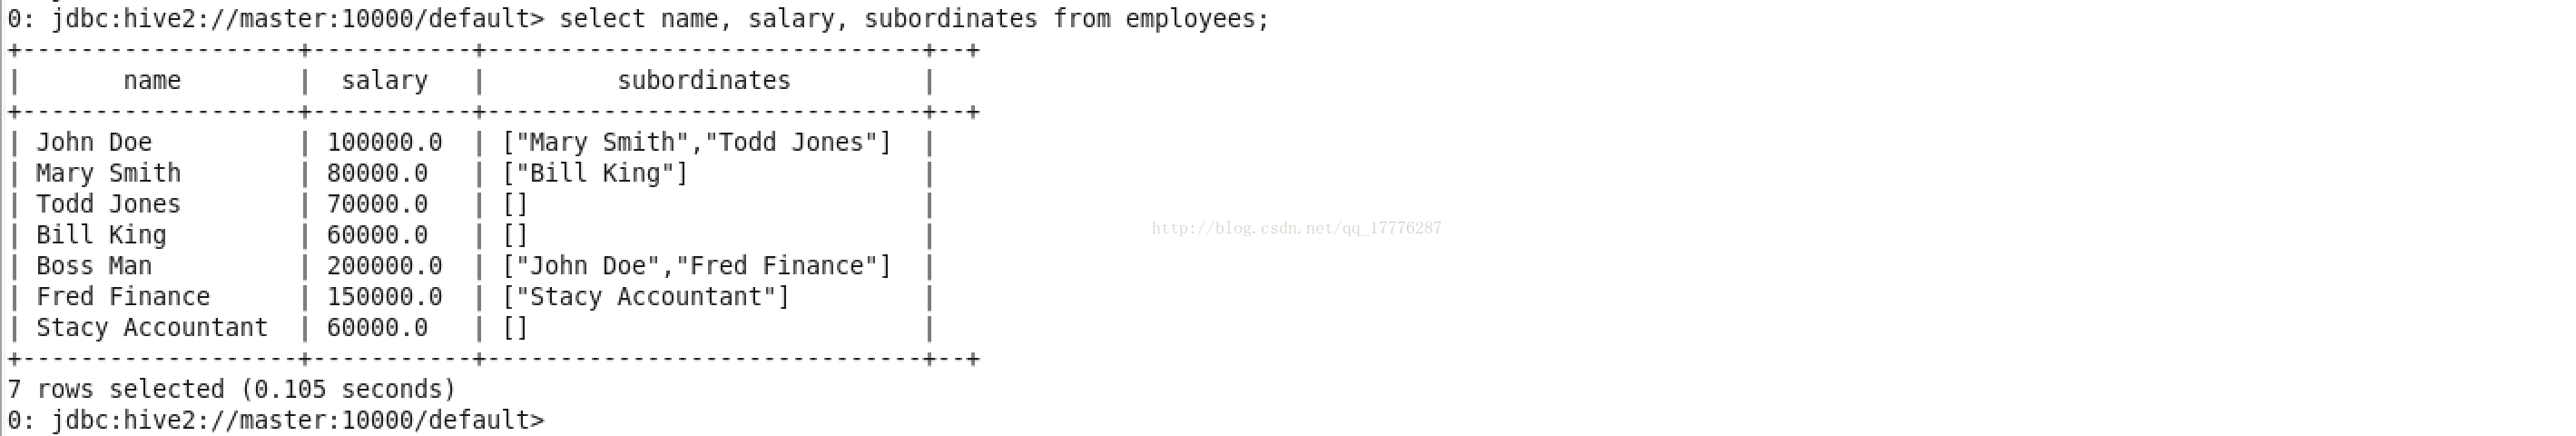 0: jdbc:hive2://master:10000/default> select name, salary, subordinates from employees;
+-------------------+-----------+------------------------------+--+
|       name        |  salary   |         subordinates         |
+-------------------+-----------+------------------------------+--+
| John Doe          | 100000.0  | ["Mary Smith","Todd Jones"]  |
| Mary Smith        | 80000.0   | ["Bill King"]                |
| Todd Jones        | 70000.0   | []                           |
http://blog.csdn.net/qq_17776287
| Bill King         | 60000.0   | []                           |
| Boss Man          | 200000.0  | ["John Doe","Fred Finance"]  |
| Fred Finance      | 150000.0  | ["Stacy Accountant"]         |
| Stacy Accountant  | 60000.0   | []                           |
+-------------------+-----------+------------------------------+--+
7 rows selected (0.105 seconds)
0: jdbc:hive2://master:10000/default>